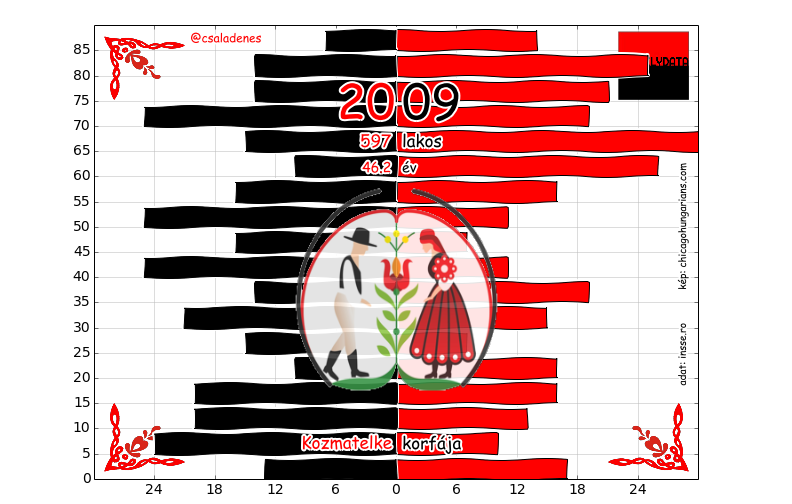 @csaladenes
YDATA
2009
597 lakos
46.2 év
kép: chicagohungarians.com
adat: insse.ro
Kozmatelke korfája
85
80
75
70
65
60
55
50
45
40
35
30
25
20
15
10
5
0
24 18 12 6 0 6 12 18 24